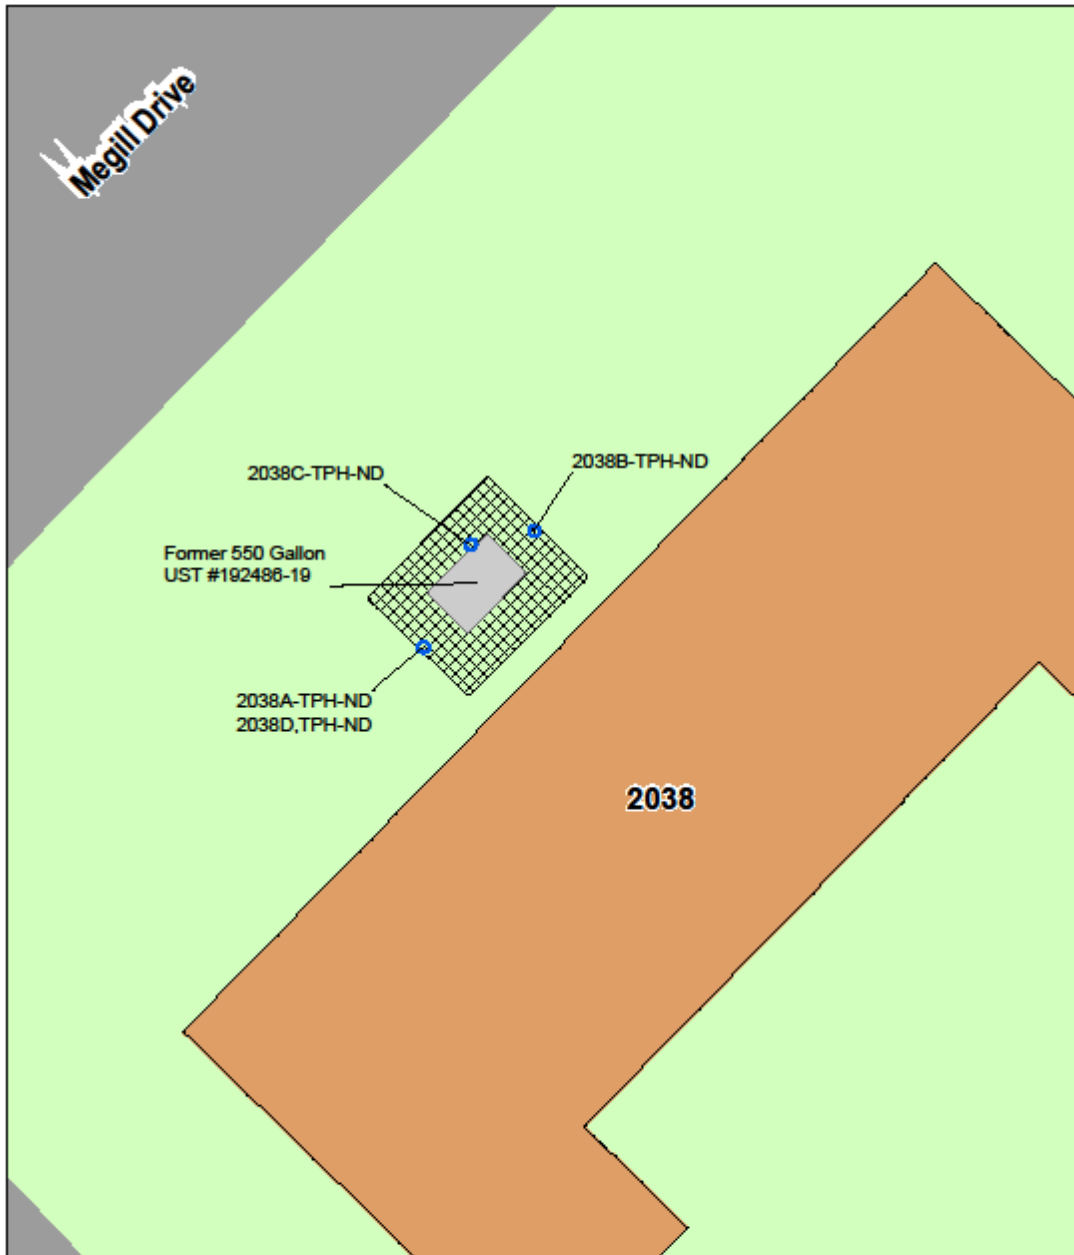 Megill Drive
2038C-TPH-ND
2038B-TPH-ND
Former 550 Gallon
UST #192486-19
2038A-TPH-ND
2038D,TPH-ND
2038